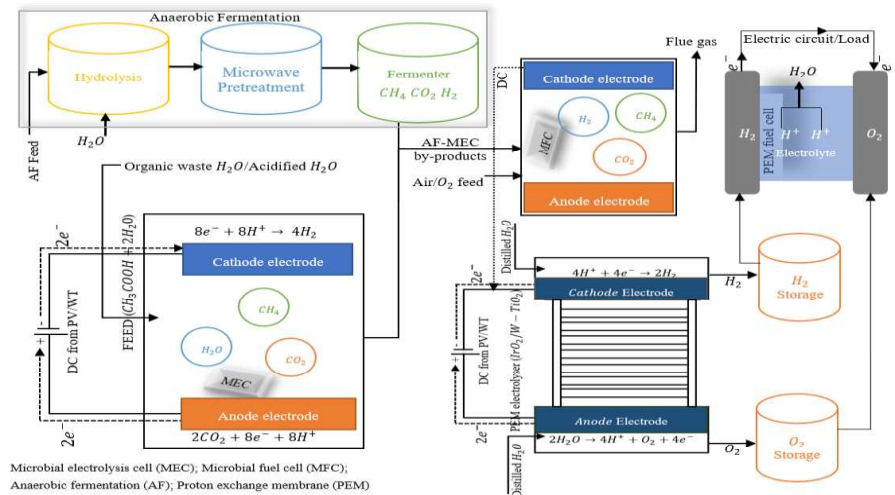 Anaerobic Fermentation
Hydrolysis
Microwave
Pretreatment
Fermenter
CH₄ CO₂ H₂
AF Feed
H₂O
Organic waste H₂O/Acidified H₂O
AF-MEC
by-products
Air/O₂ feed
Flue gas
DC
Cathode electrode
H₂
CH₄
MFC
CO₂
Anode electrode
Electric circuit/Load
e⁻
e⁻
H₂O
H₂
PEM fuel cell
H⁺
H⁺
Electrolyte
O₂
8e⁻ + 8H⁺ → 4H₂
Cathode electrode
2e⁻
DC from PV/WT
+ -
2e⁻
FEED (CH₃COOH + 2H₂0)
CH₄
H₂O
CO₂
MEC
Anode electrode
2CO₂ + 8e⁻ + 8H⁺
Distilled H₂O
4H⁺ + 4e⁻ → 2H₂
Cathode Electrode
2e⁻
DC from PV/WT
+ -
2e⁻
PEM electrolyser (IrO₂/W − TiO₂)
Anode Electrode
2H₂O → 4H⁺ + O₂ + 4e⁻
Distilled H₂O
H₂
H₂
Storage
O₂
O₂
Storage
Microbial electrolysis cell (MEC); Microbial fuel cell (MFC);
Anaerobic fermentation (AF); Proton exchange membrane (PEM)